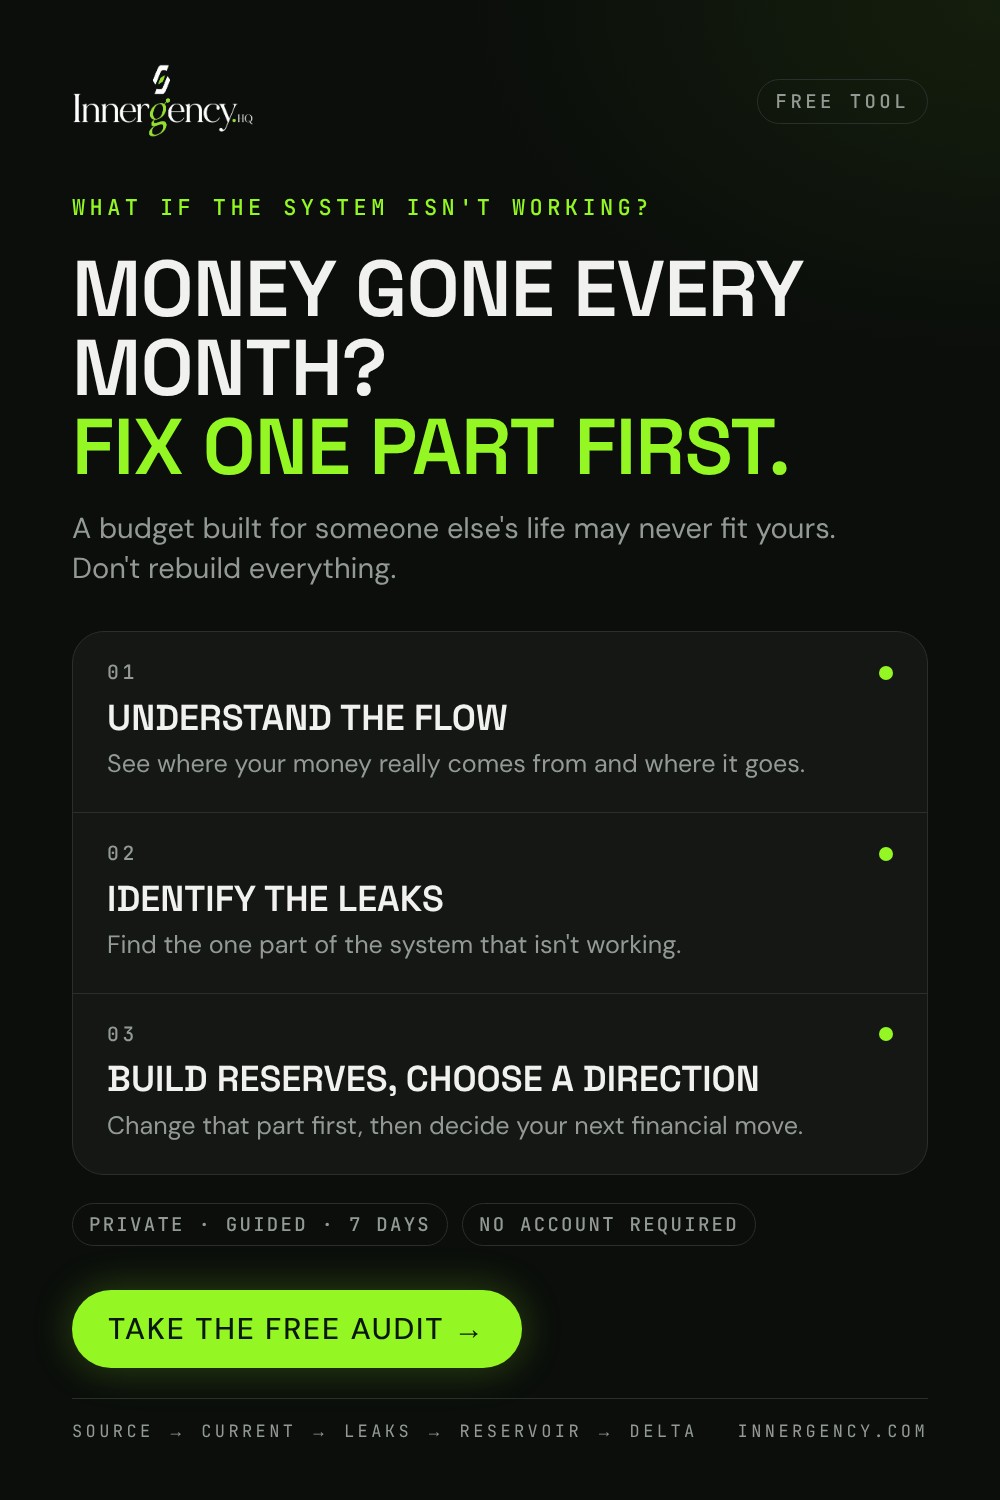 Innergency.HQ
FREE TOOL
WHAT IF THE SYSTEM ISN'T WORKING?
MONEY GONE EVERY
MONTH?
FIX ONE PART FIRST.
A budget built for someone else's life may never fit yours.
Don't rebuild everything.
01
UNDERSTAND THE FLOW
See where your money really comes from and where it goes.
02
IDENTIFY THE LEAKS
Find the one part of the system that isn't working.
03
BUILD RESERVES, CHOOSE A DIRECTION
Change that part first, then decide your next financial move.
PRIVATE · GUIDED · 7 DAYS
NO ACCOUNT REQUIRED
TAKE THE FREE AUDIT →
SOURCE → CURRENT → LEAKS → RESERVOIR → DELTA
INNERGENCY.COM